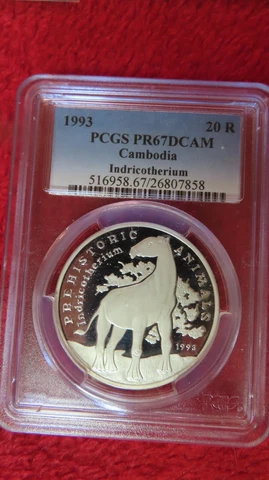 1993 20 R
PCGS PR67DCAM
Cambodia
Indricotherium
516958.67/26807858
PREHISTORIC ANIMALS
indricotherium
1993